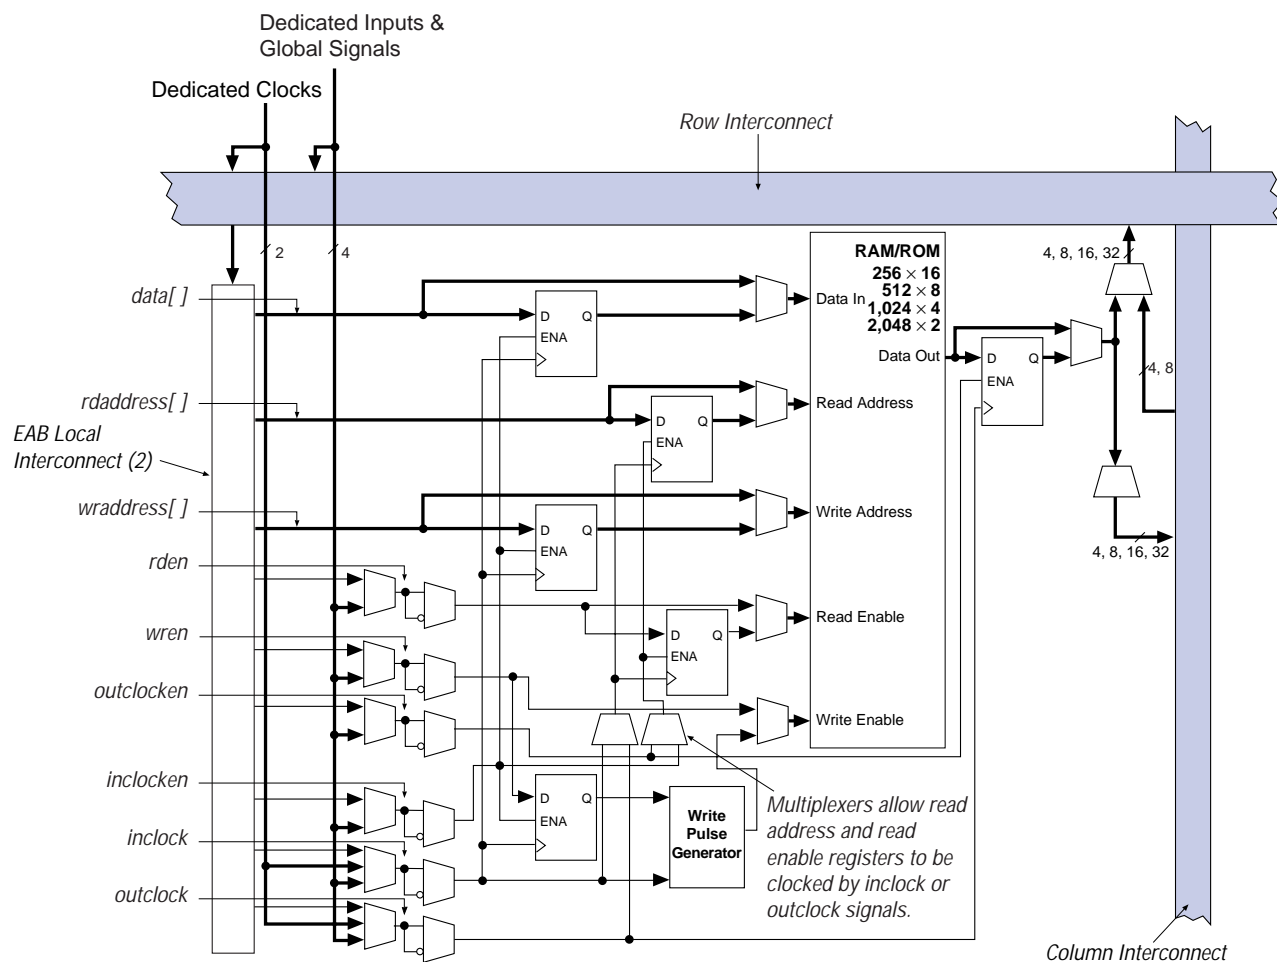 Dedicated Inputs &
Global Signals
Dedicated Clocks
Row Interconnect
2
4
RAM/ROM
256 × 16
512 × 8
1,024 × 4
2,048 × 2
4, 8, 16, 32
data[ ]
D
Q
ENA
Data In
Data Out
D
Q
ENA
4, 8
rdaddress[ ]
D
Q
ENA
Read Address
EAB Local
Interconnect (2)
wraddress[ ]
D
Q
ENA
Write Address
4, 8, 16, 32
rden
D
Q
ENA
Read Enable
wren
outclocken
Write Enable
inclocken
D
Q
ENA
Write
Pulse
Generator
Multiplexers allow read
address and read
enable registers to be
clocked by inclock or
outclock signals.
inclock
outclock
Column Interconnect